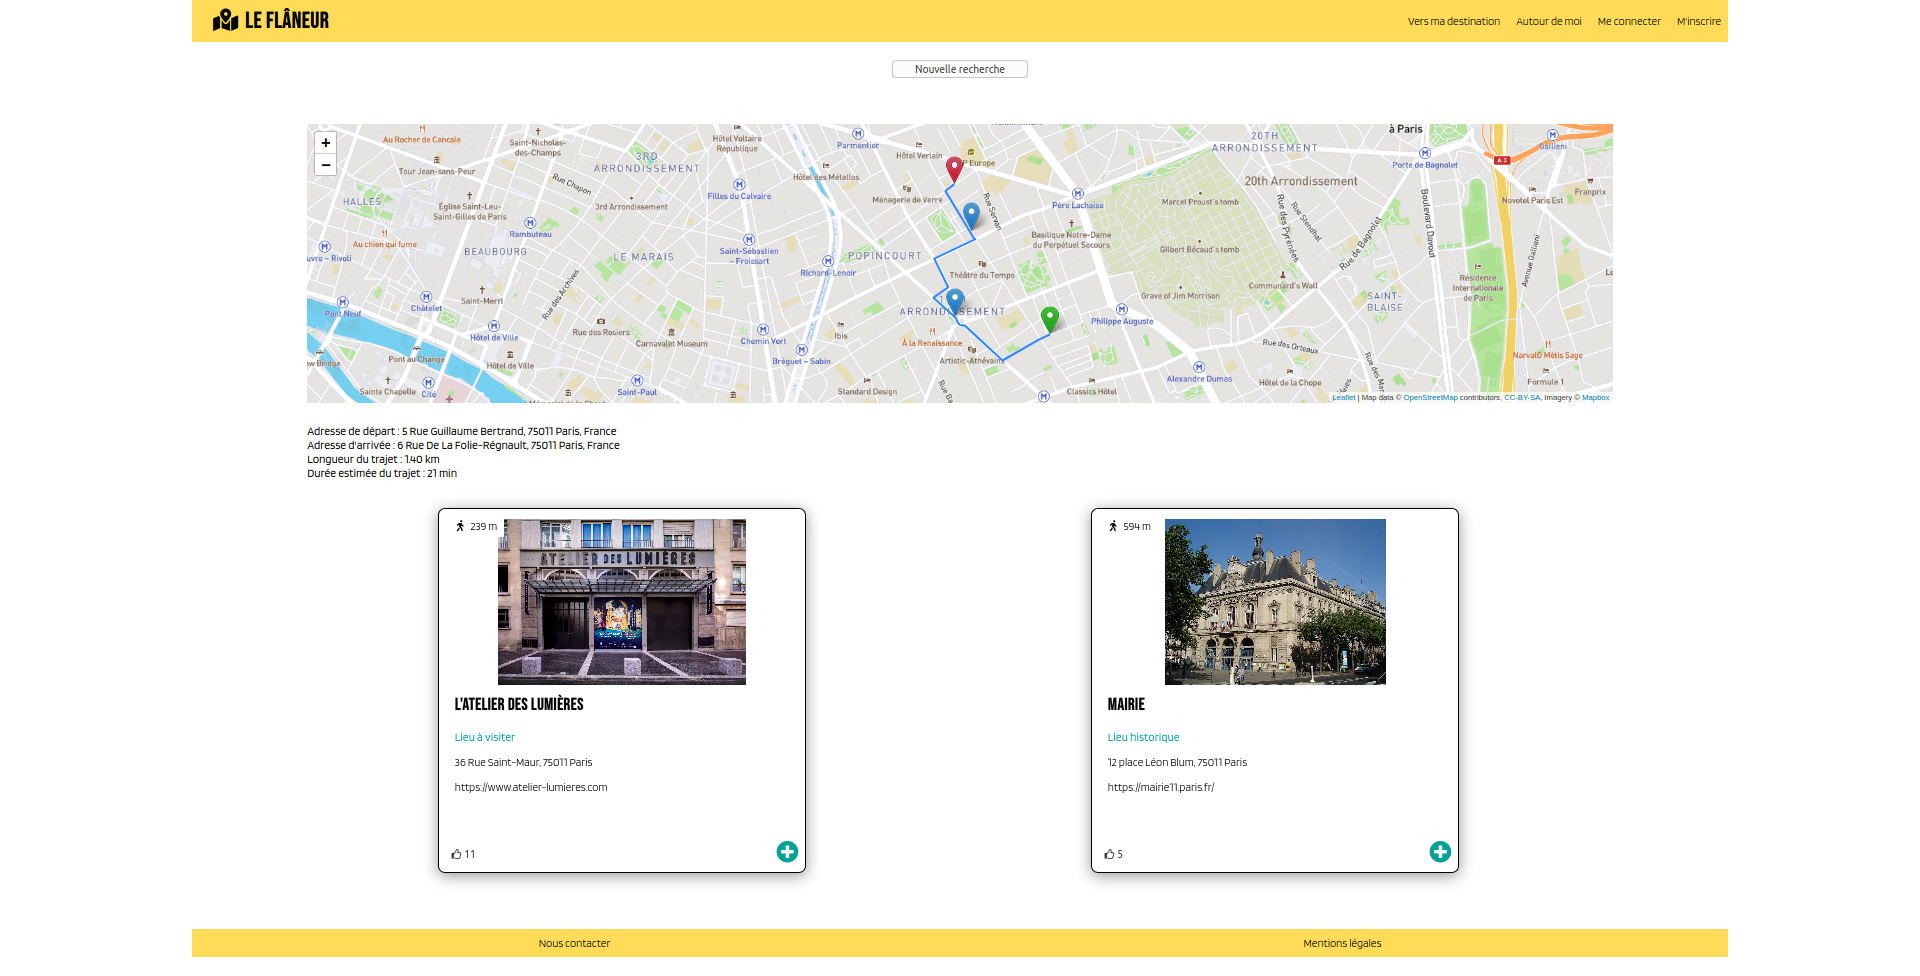 LE FLÂNEUR
Vers ma destination
Autour de moi
Me connecter
M'inscrire
Nouvelle recherche
+
−
Au Rocher de Cancale
Saint-Nicholas-
des-Champs
3RD
ARRONDISSEMENT
Hôtel Voltaire
République
Parmentier
Hôtel Verlain
P Europe
20TH
ARRONDISSEMENT
à Paris
Porte de Bagnolet
A 3
Gallieni
Tour Jean-sans-Peur
Rue Chapon
Filles du Calvaire
Hôtel des Métallos
Ménagerie de Verre
Rue Servan
Père Lachaise
Marcel Proust's tomb
20th Arrondissement
Rue des Pyrénées
Rue Stendhal
Rue de Bagnolet
Boulevard Davout
Novotel Paris Est
Franprix
HALLES
Église Saint-Leu-
Saint-Gilles de Paris
3rd Arrondissement
Rambuteau
Au chien qui fume
BEAUBOURG
LE MARAIS
Saint-Sébastien
– Froissart
Richard-Lenoir
POPINCOURT
Basilique Notre-Dame
du Perpétuel Secours
Gilbert Bécaud's tomb
Avenue Gallieni
uvre – Rivoli
Rue des Archives
Théâtre du Temps
Communard's Wall
Grave of Jim Morrison
Résidence
Internationale
de Paris
SAINT-
BLAISE
Pont Neuf
Châtelet
Saint-Merri
Hôtel de Ville
Rue des Rosiers
Carnavalet Museum
Chemin Vert
Ibis
ARRONDISSEMENT
À la Renaissance
Artistic-Athévains
Philippe Auguste
Rue des Orteaux
w Bridge
Pont au Change
Hôtel de Ville
Bréguet – Sabin
Alexandre Dumas
Hôtel de la Chope
Narval0 Métis Sage
Formule 1
Sainte Chapelle
Cité
Saint-Paul
Standard Design
Rue Ba
Classics Hôtel
Leaflet | Map data © OpenStreetMap contributors, CC-BY-SA, Imagery © Mapbox
Adresse de départ : 5 Rue Guillaume Bertrand, 75011 Paris, France
Adresse d'arrivée : 6 Rue De La Folie-Régnault, 75011 Paris, France
Longueur du trajet : 1.40 km
Durée estimée du trajet : 21 min
239 m
ATELIER DES LUMIÈRES
L'ATELIER DES LUMIÈRES
Lieu à visiter
36 Rue Saint-Maur, 75011 Paris
https://www.atelier-lumieres.com
11
594 m
MAIRIE
Lieu historique
12 place Léon Blum, 75011 Paris
https://mairie11.paris.fr/
5
Nous contacter
Mentions légales